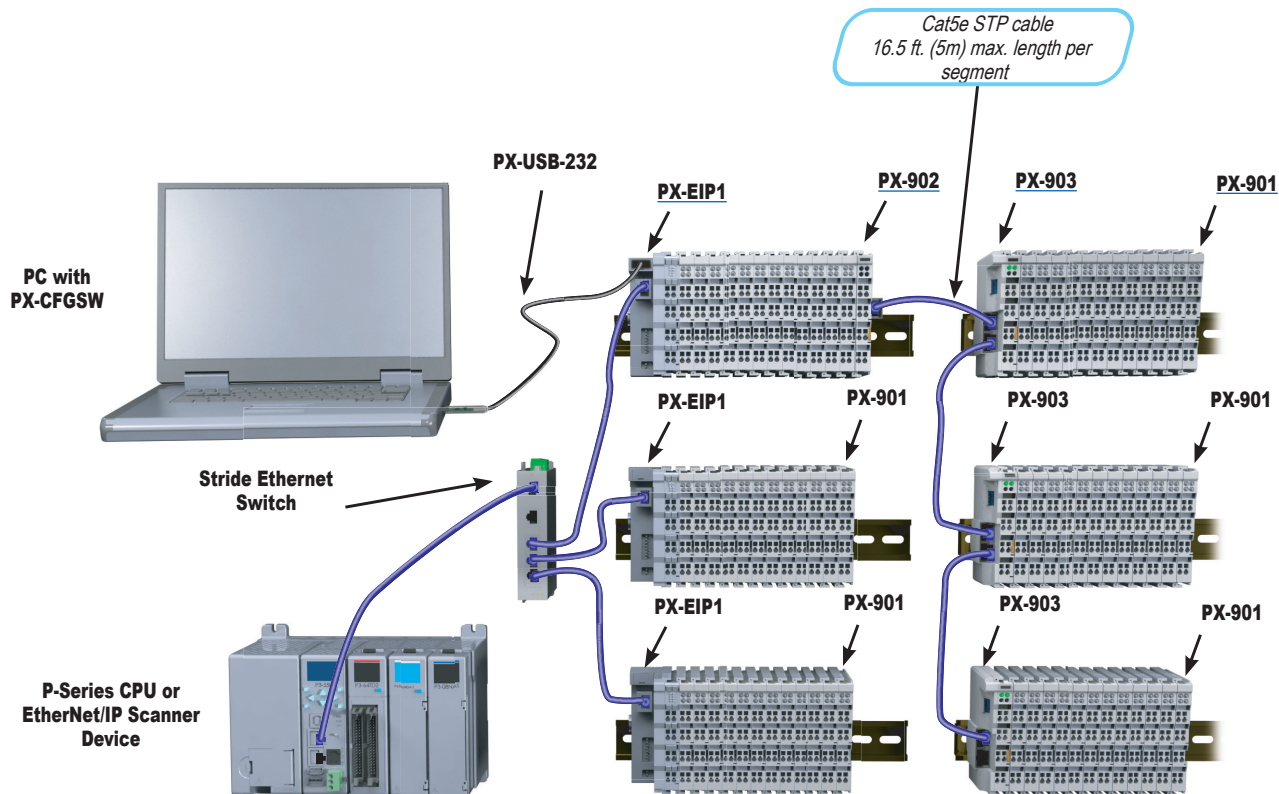 Cat5e STP cable
16.5 ft. (5m) max. length per
segment
PX-USB-232
PX-EIP1
PX-902
PX-903
PX-901
PC with
PX-CFGSW
PX-EIP1
PX-901
PX-903
PX-901
Stride Ethernet
Switch
PX-EIP1
PX-901
PX-903
PX-901
P-Series CPU or
EtherNet/IP Scanner
Device